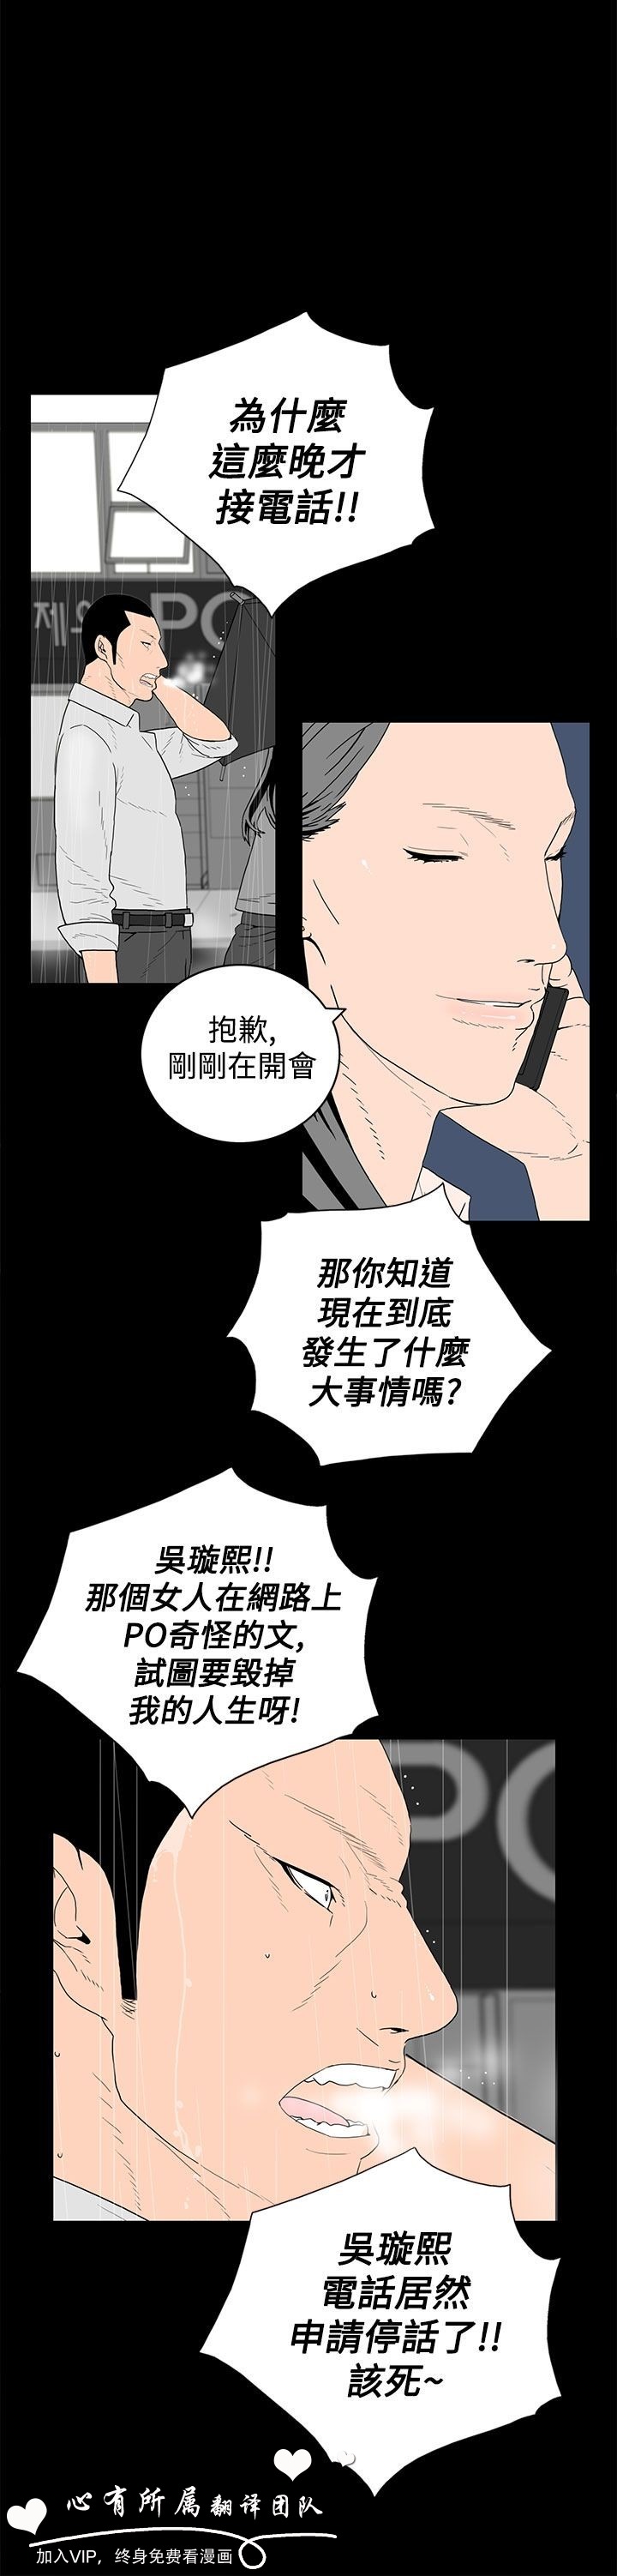 為什麼
這麼晚才
接電話!!
제의
PC
抱歉,
剛剛在開會
那你知道
現在到底
發生了什麼
大事情嗎?
吳璇熙!!
那個女人在網路上
PO奇怪的文,
試圖要毀掉
我的人生呀!
PC
吳璇熙
電話居然
申請停話了!!
該死~
心有所属翻译团队
加入VIP，终身免费看漫画